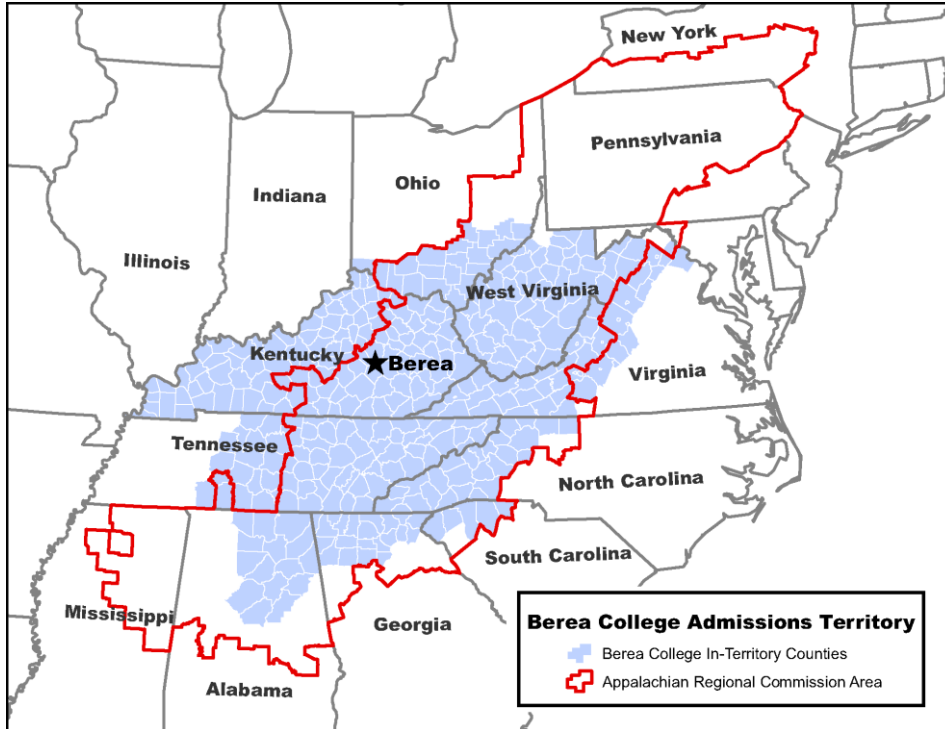 New York
Pennsylvania
Ohio
Indiana
Illinois
West Virginia
Kentucky
Berea
Virginia
Tennessee
North Carolina
South Carolina
Mississippi
Georgia
Alabama
Berea College Admissions Territory
Berea College In-Territory Counties
Appalachian Regional Commission Area